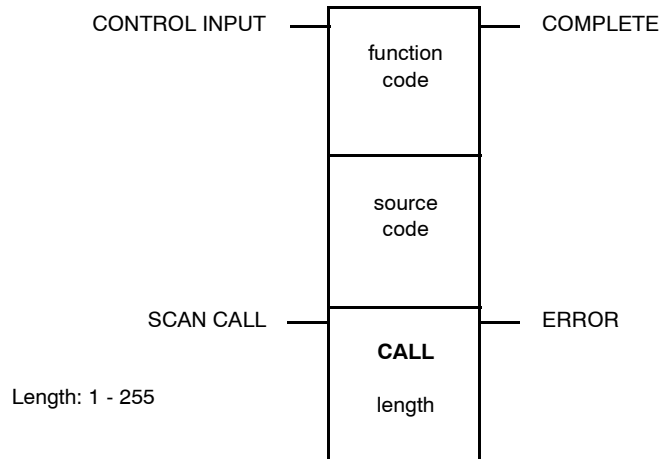 CONTROL INPUT
COMPLETE
function
code
source
code
SCAN CALL
ERROR
CALL
Length: 1 - 255
length